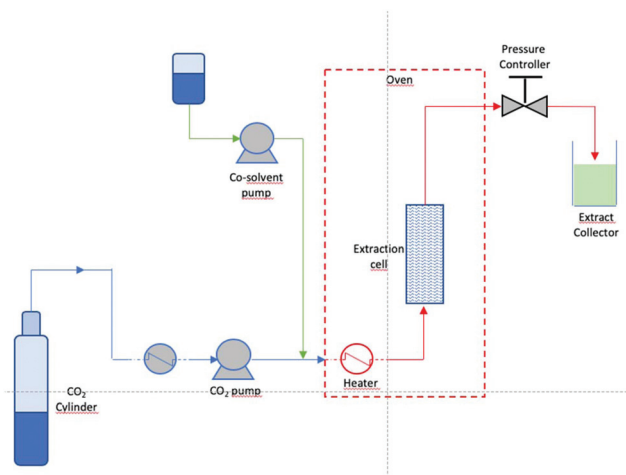 Pressure
Controller
Oven
Co-solvent
pump
Extract
Collector
Extraction
cell
Heater
CO₂ pump
CO₂
Cylinder